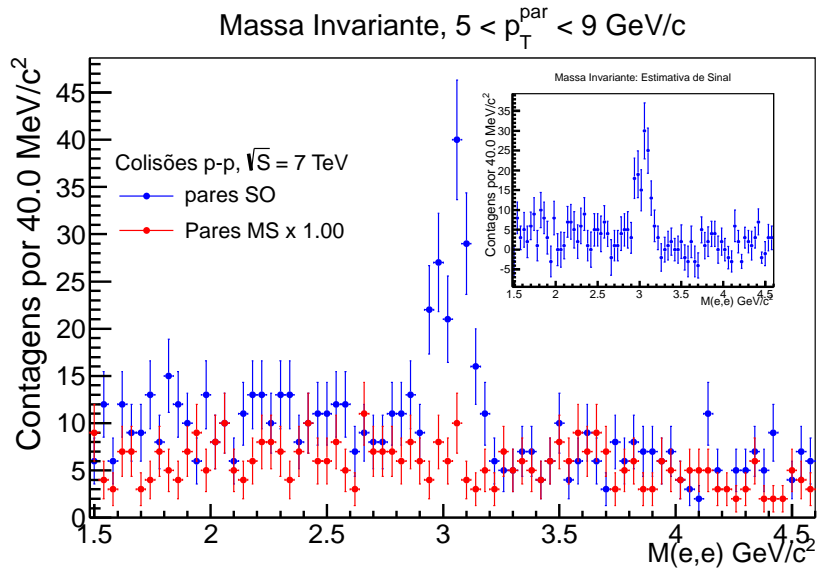 Massa Invariante, 5 < p_T^par < 9 GeV/c
Contagens por 40.0 MeV/c²
45
40
35
30
25
20
15
10
5
0
Colisões p-p, √S = 7 TeV
pares SO
Pares MS x 1.00
1.5 2 2.5 3 3.5 4 4.5
M(e,e) GeV/c²
Massa Invariante: Estimativa de Sinal
Contagens por 40.0 MeV/c²
35
30
25
20
15
10
5
0
-5
1.5 2 2.5 3 3.5 4 4.5
M(e,e) GeV/c²